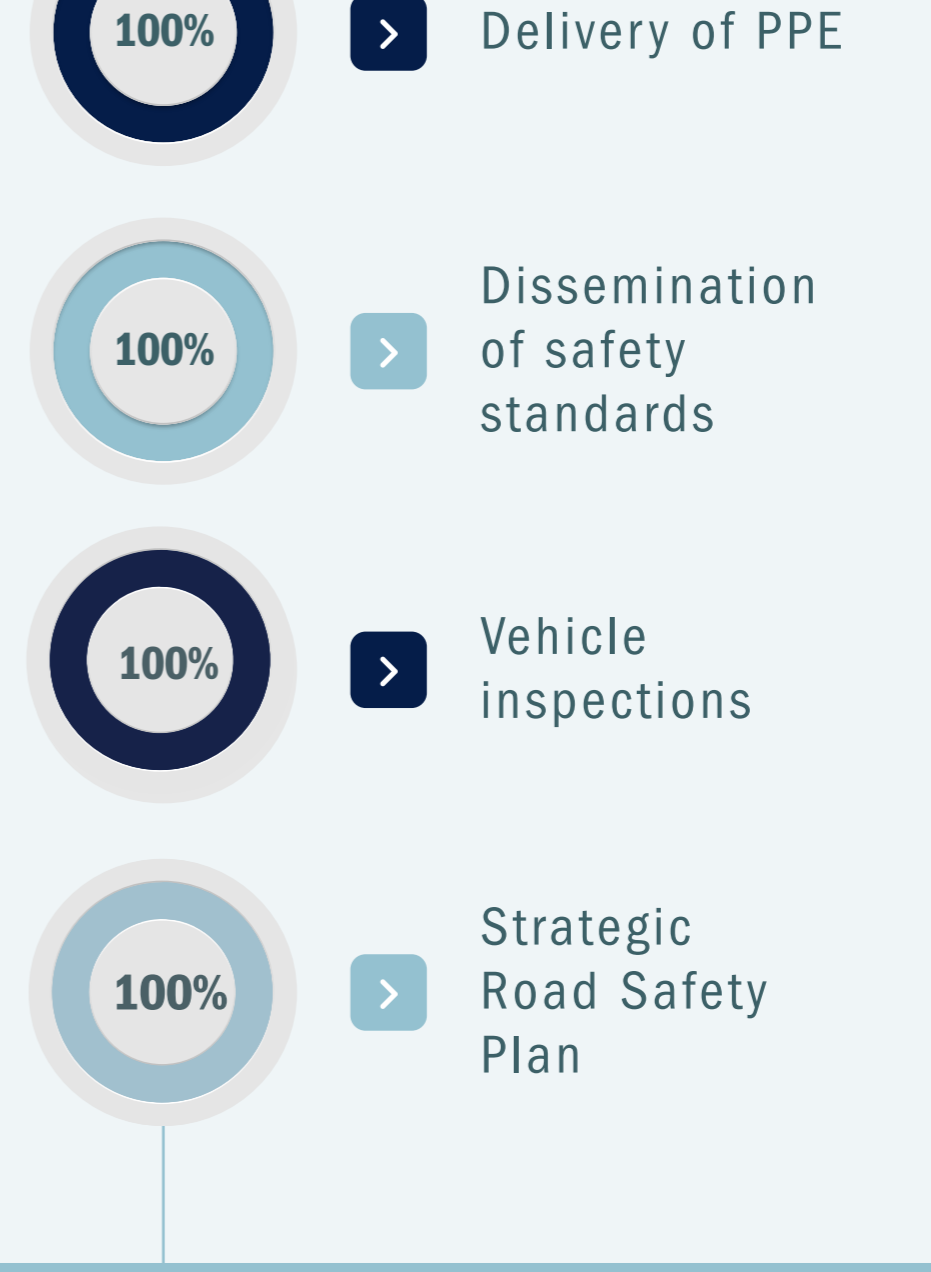 100%
Delivery of PPE
100%
Dissemination
of safety
standards
100%
Vehicle
inspections
100%
Strategic
Road Safety
Plan